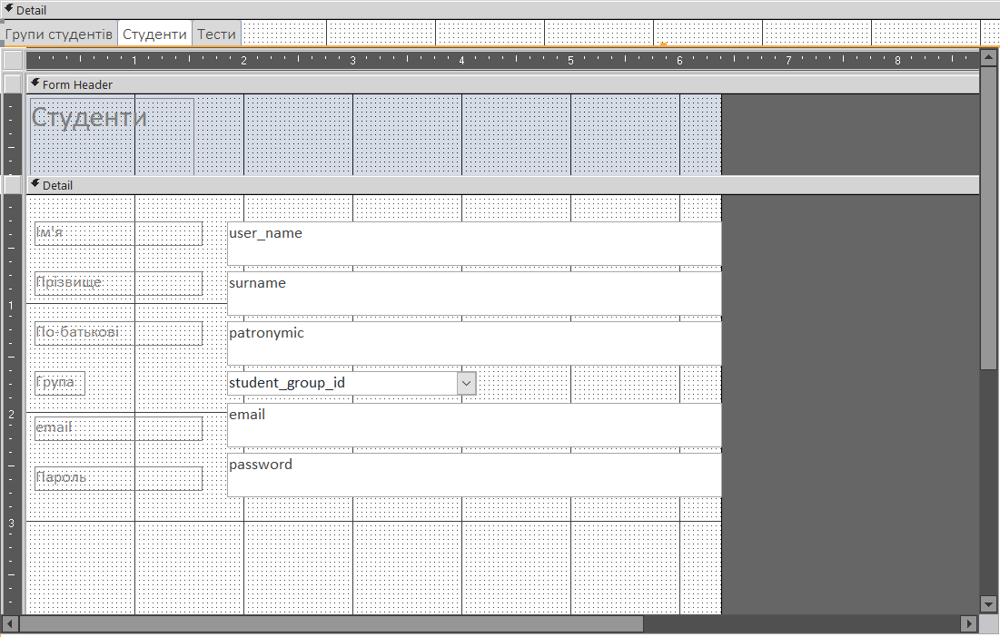 Detail
Групи студентів Студенти Тести
1 2 3 4 5 6 7 8
Form Header
Студенти
Detail
Ім'я user_name
Прізвище surname
1
По-батькові patronymic
Група student_group_id
2
email email
Пароль password
3